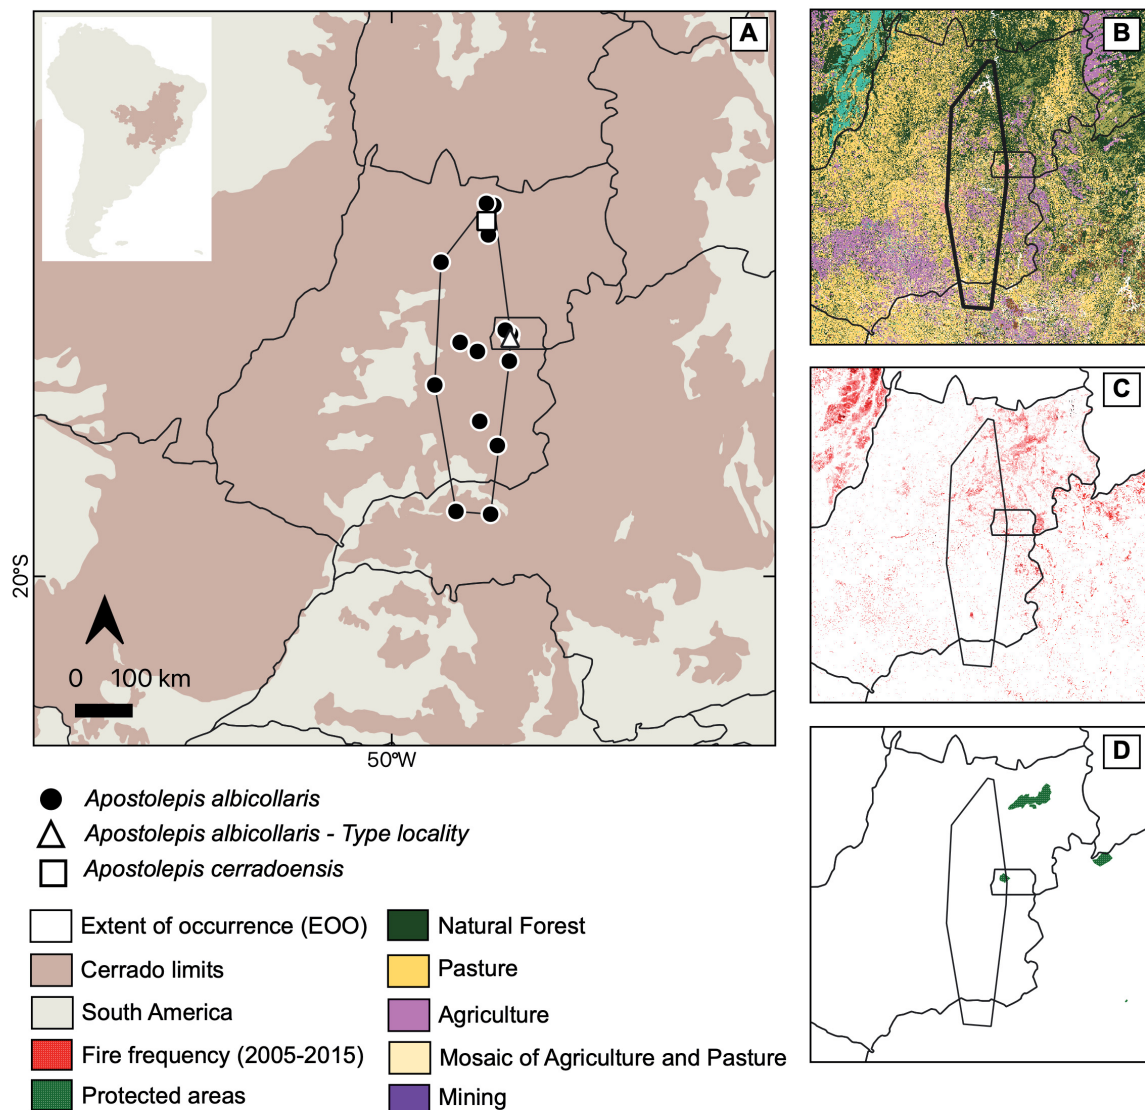 A
B
C
D
20°S
0 100 km
50°W
Apostolepis albicollaris
Apostolepis albicollaris - Type locality
Apostolepis cerradoensis
Extent of occurrence (EOO)
Cerrado limits
South America
Fire frequency (2005-2015)
Protected areas
Natural Forest
Pasture
Agriculture
Mosaic of Agriculture and Pasture
Mining